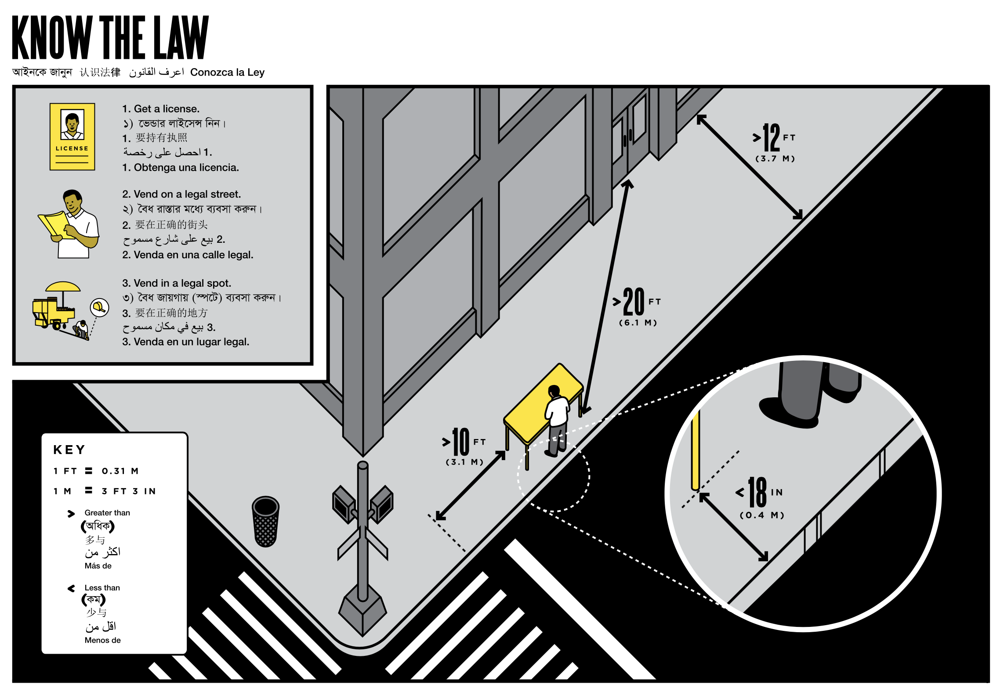 KNOW THE LAW
আইনকে জানুন 认识法律 اعرف القانون Conozca la Ley
LICENSE
1. Get a license.
১) ভেন্ডার লাইসেন্স নিন।
1. 要持有执照
1. احصل على رخصة
1. Obtenga una licencia.
2. Vend on a legal street.
২) বৈধ রাস্তার মধ্যে ব্যবসা করুন।
2. 要在正确的街头
2. بيع على شارع مسموح
2. Venda en una calle legal.
3. Vend in a legal spot.
৩) বৈধ জায়গায় (স্পটে) ব্যবসা করুন।
3. 要在正确的地方
3. بيع في مكان مسموح
3. Venda en un lugar legal.
>12 FT
(3.7 M)
>20 FT
(6.1 M)
>10 FT
(3.1 M)
<18 IN
(0.4 M)
KEY
1 FT = 0.31 M
1 M = 3 FT 3 IN
> Greater than
(অধিক)
多与
اكثر من
Más de
< Less than
(কম)
少与
اقل من
Menos de